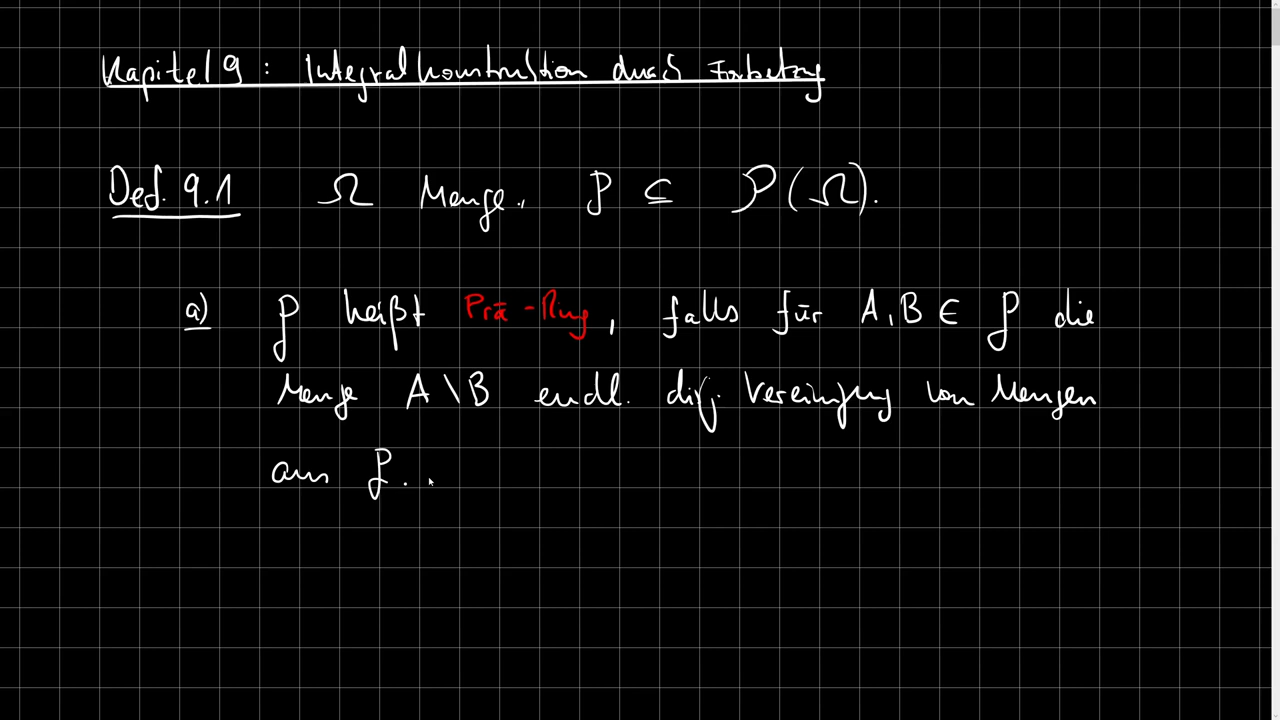 Kapitel 9 : Integralkonstruktion durch Fortsetzung
Def. 9.1 Ω Menge. ρ ⊆ 𝒫(Ω).
a) ρ heißt Prä-Ring, falls für A, B ∈ ρ die
Menge A \ B endl. disj. Vereinigung von Mengen
aus ρ.